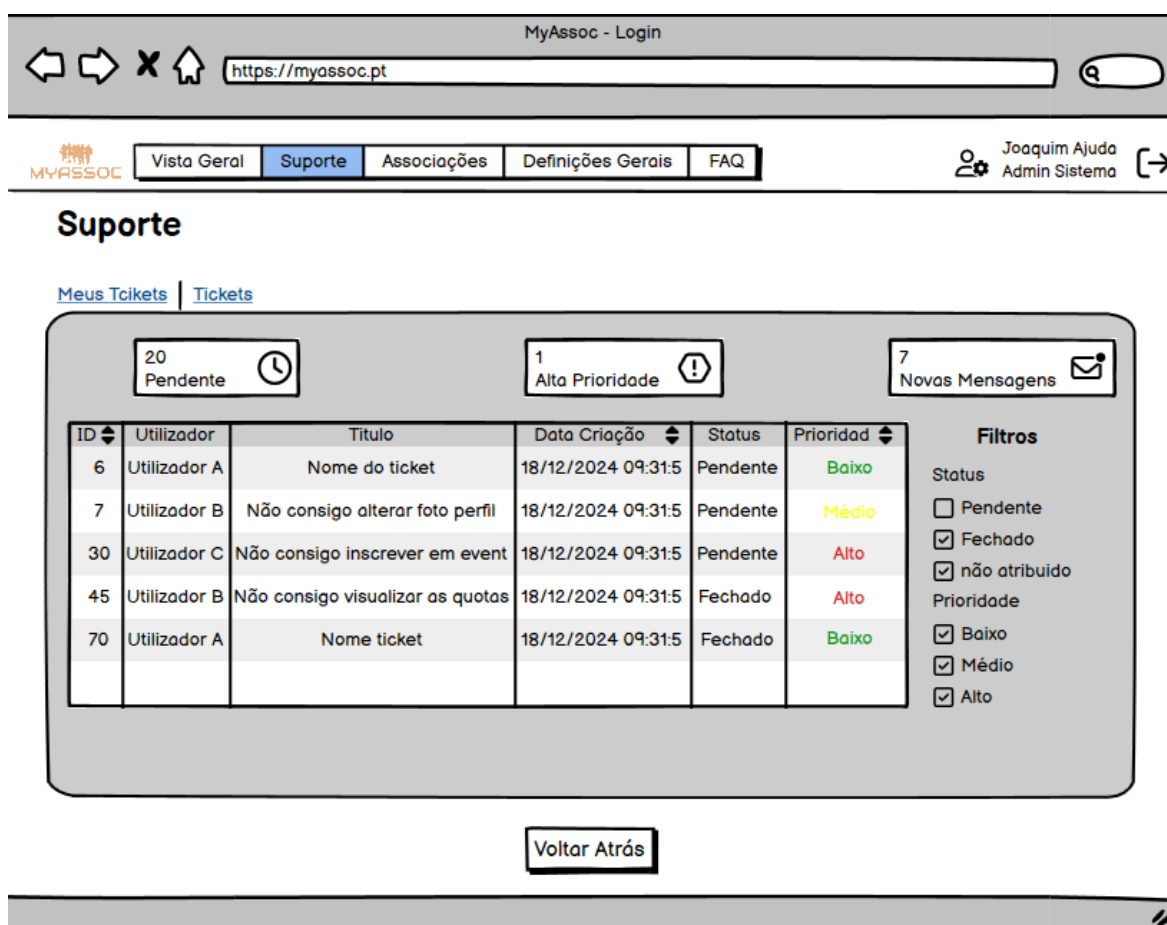 MyAssoc - Login
https://myassoc.pt
MYASSOC
Vista Geral Suporte Associações Definições Gerais FAQ
Joaquim Ajuda
Admin Sistema
Suporte
Meus Tcikets Tickets
20
Pendente
1
Alta Prioridade
7
Novas Mensagens
ID Utilizador Titulo Data Criação Status Prioridad
6 Utilizador A Nome do ticket 18/12/2024 09:31:5 Pendente Baixo
7 Utilizador B Não consigo alterar foto perfil 18/12/2024 09:31:5 Pendente Médio
30 Utilizador C Não consigo inscrever em event 18/12/2024 09:31:5 Pendente Alto
45 Utilizador B Não consigo visualizar as quotas 18/12/2024 09:31:5 Fechado Alto
70 Utilizador A Nome ticket 18/12/2024 09:31:5 Fechado Baixo
Filtros
Status
Pendente
Fechado
não atribuido
Prioridade
Baixo
Médio
Alto
Voltar Atrás